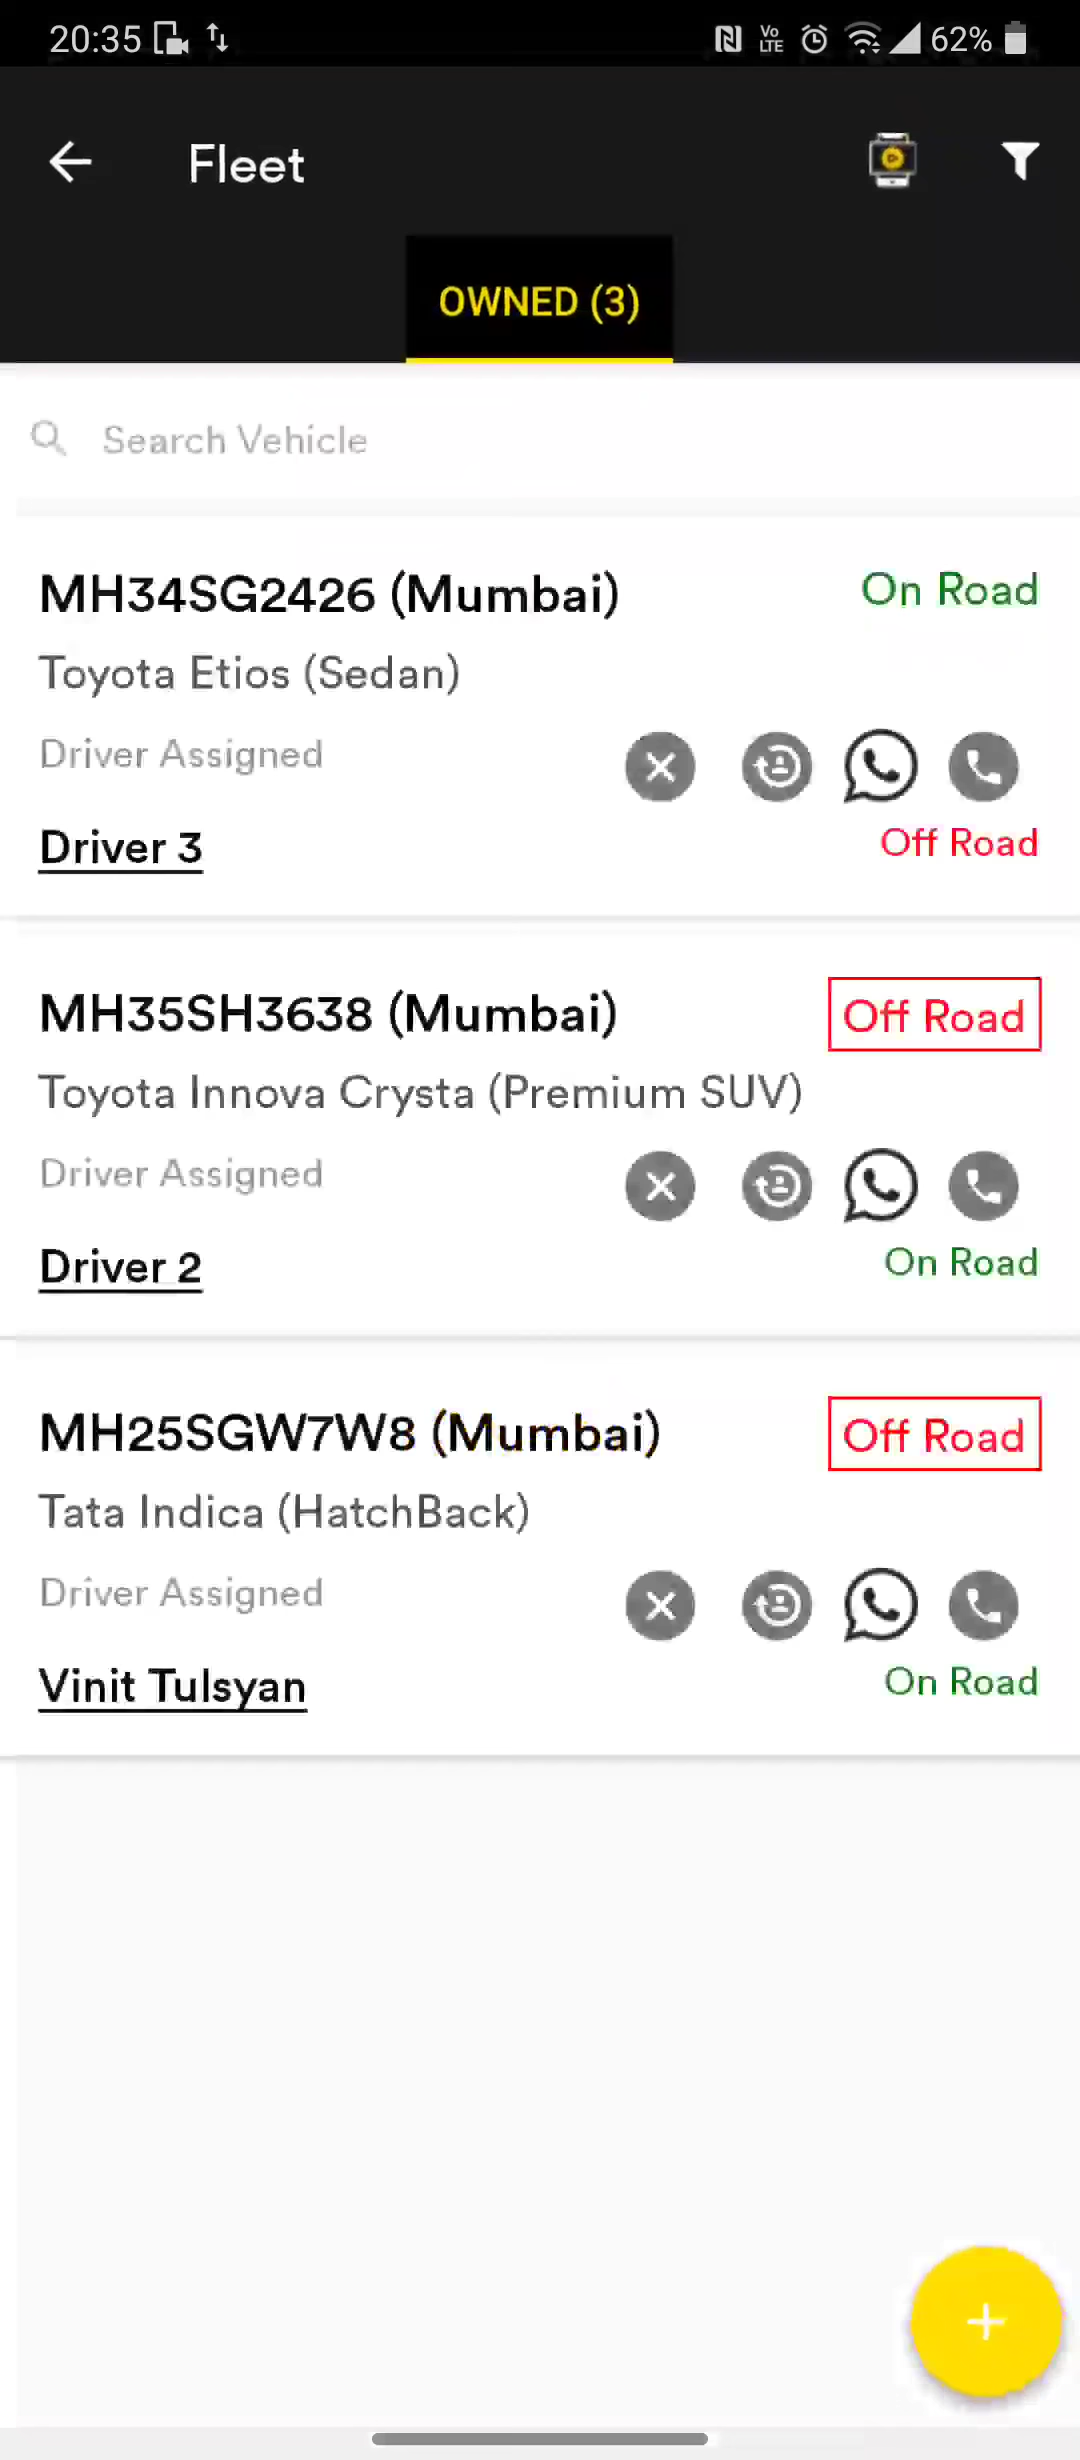 20:35 Vo LTE 62%
Fleet
OWNED (3)
Search Vehicle
MH34SG2426 (Mumbai) On Road
Toyota Etios (Sedan)
Driver Assigned
Driver 3 Off Road
MH35SH3638 (Mumbai) Off Road
Toyota Innova Crysta (Premium SUV)
Driver Assigned
Driver 2 On Road
MH25SGW7W8 (Mumbai) Off Road
Tata Indica (HatchBack)
Driver Assigned
Vinit Tulsyan On Road